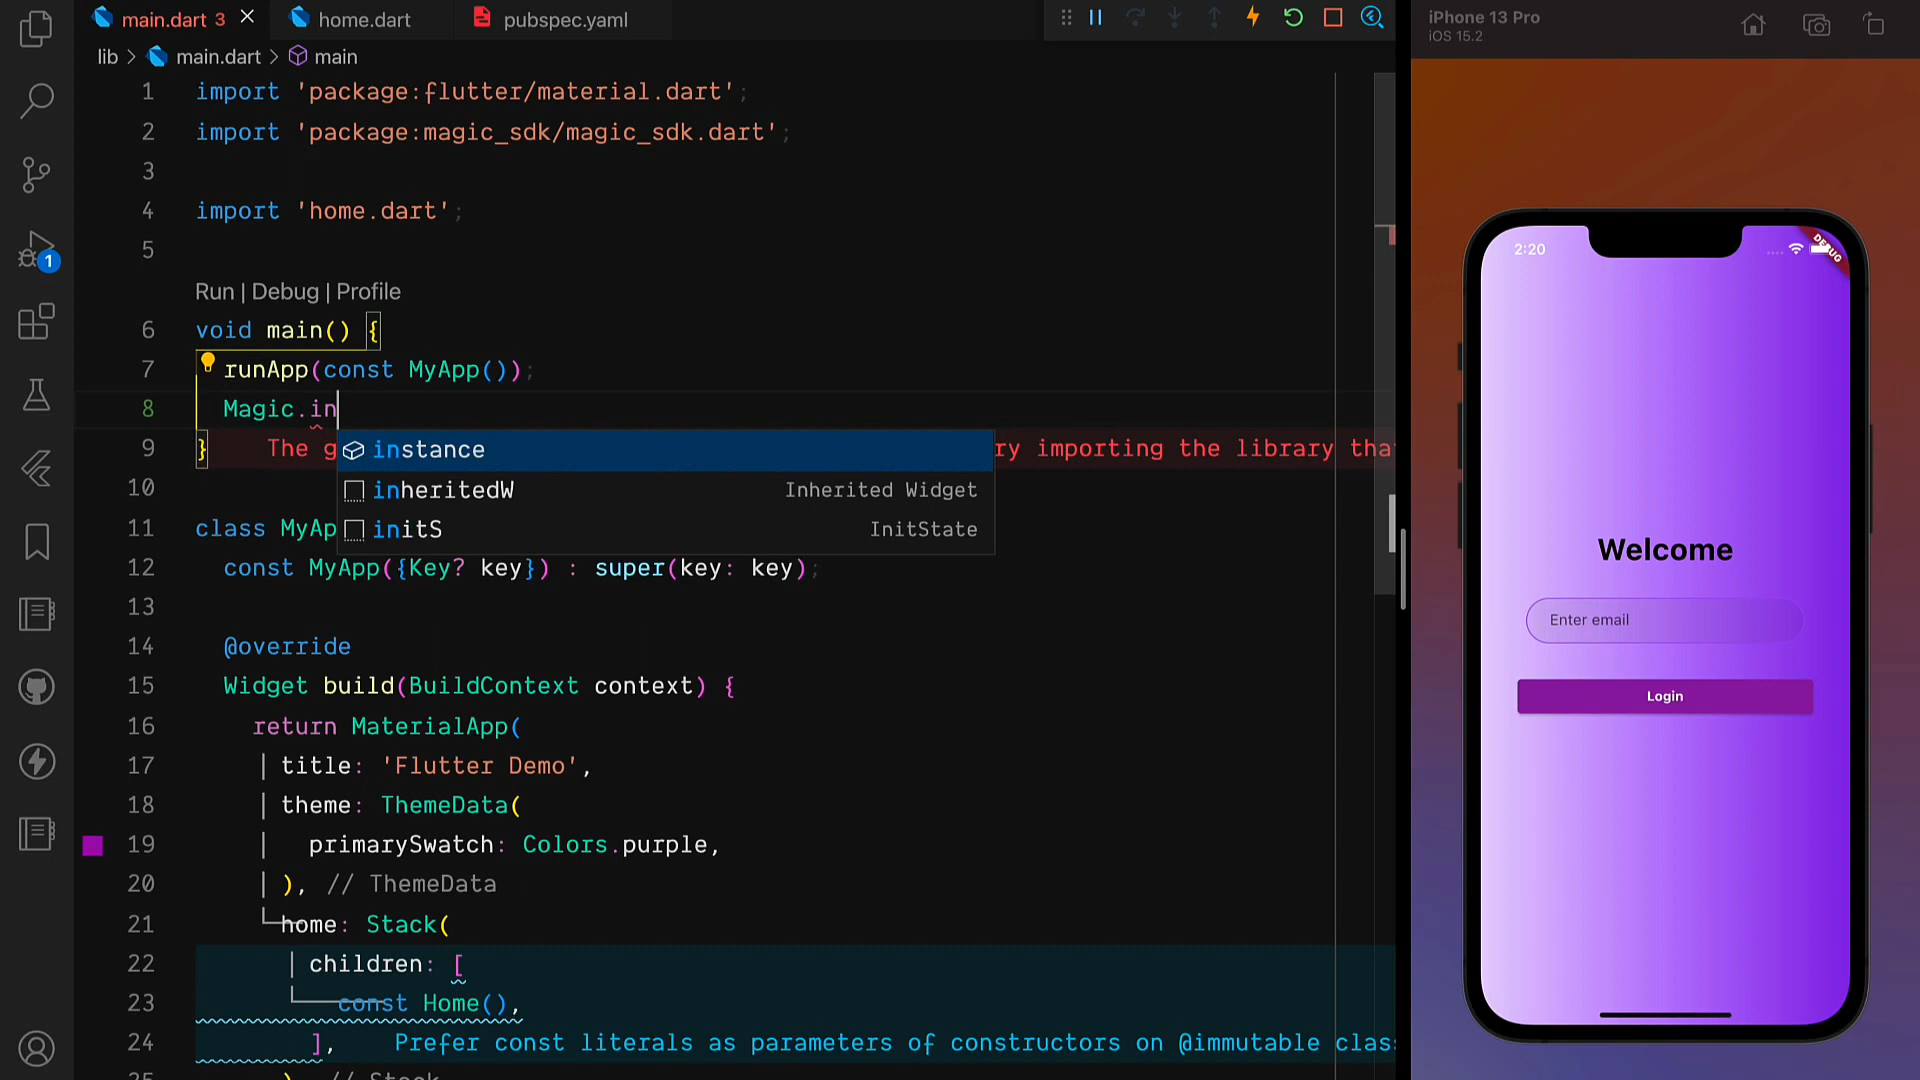 main.dart 3
home.dart
pubspec.yaml
lib > main.dart > main
1 import 'package:flutter/material.dart';
2 import 'package:magic_sdk/magic_sdk.dart';
3
4 import 'home.dart';
5
Run | Debug | Profile
6 void main() {
7 runApp(const MyApp());
8 Magic.in
9 } The g
instance
ry importing the library tha
10
inheritedW Inherited Widget
11 class MyAp
initS InitState
12 const MyApp({Key? key}) : super(key: key);
13
14 @override
15 Widget build(BuildContext context) {
16 return MaterialApp(
17 title: 'Flutter Demo',
18 theme: ThemeData(
19 primarySwatch: Colors.purple,
20 ), // ThemeData
21 home: Stack(
22 children: [
23 const Home(),
24 ], Prefer const literals as parameters of constructors on @immutable clas
25 ), // Stack
1
iPhone 13 Pro
iOS 15.2
2:20
DEBUG
Welcome
Enter email
Login